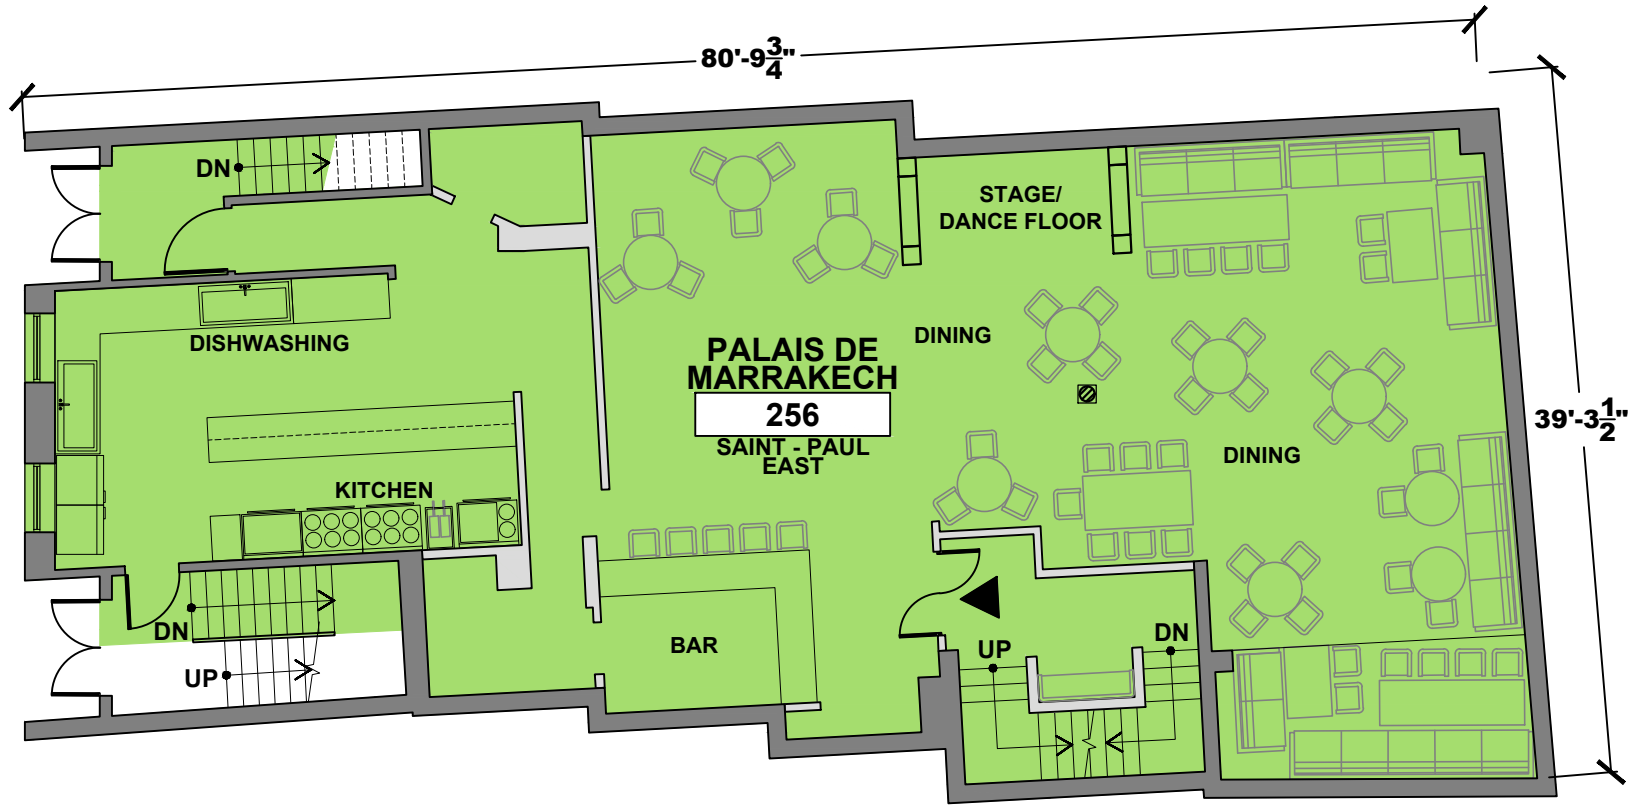 80'-9 3/4"
DN
STAGE/
DANCE FLOOR
DISHWASHING
DINING
PALAIS DE
MARRAKECH
256
SAINT - PAUL
EAST
39'-3 1/2"
DINING
KITCHEN
DN
UP
BAR
UP
DN